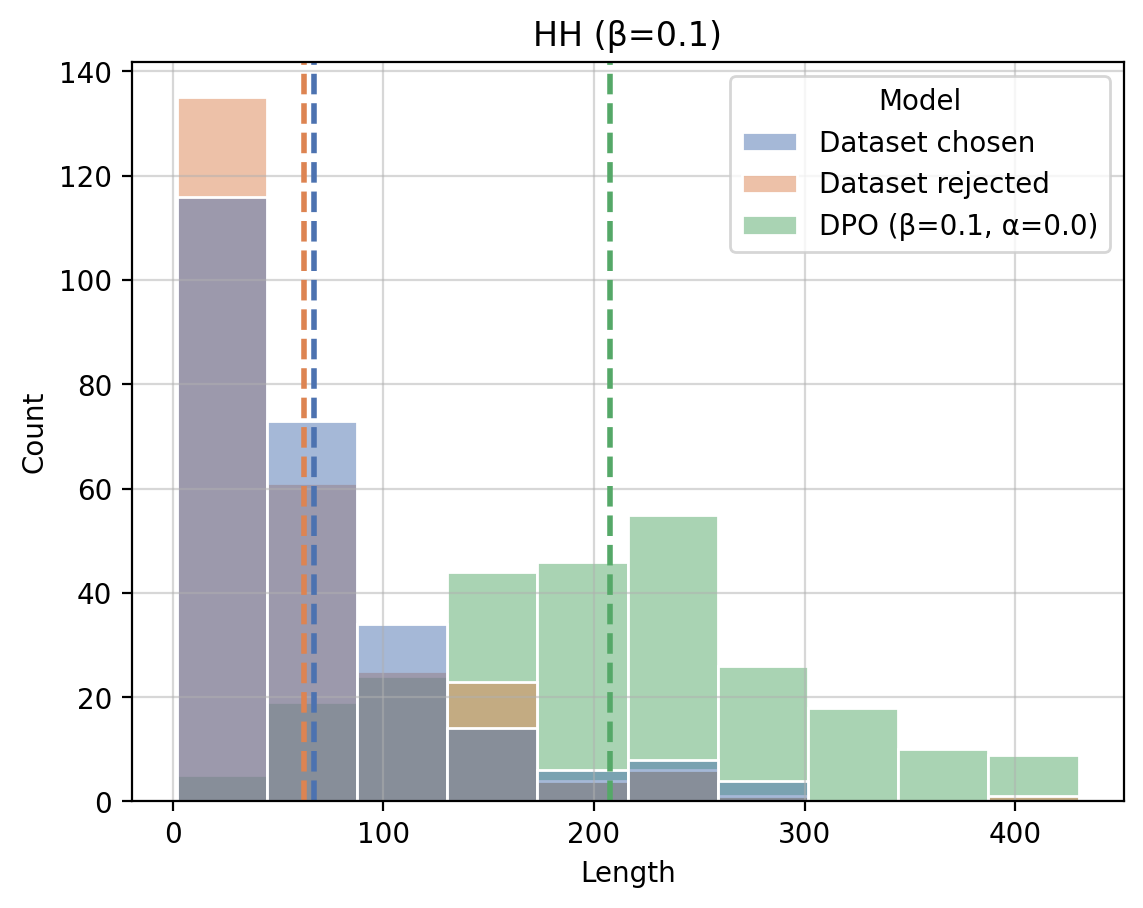 HH (β=0.1)
Model
Dataset chosen
Dataset rejected
DPO (β=0.1, α=0.0)
140
120
100
80
60
40
20
0
Count
0 100 200 300 400
Length